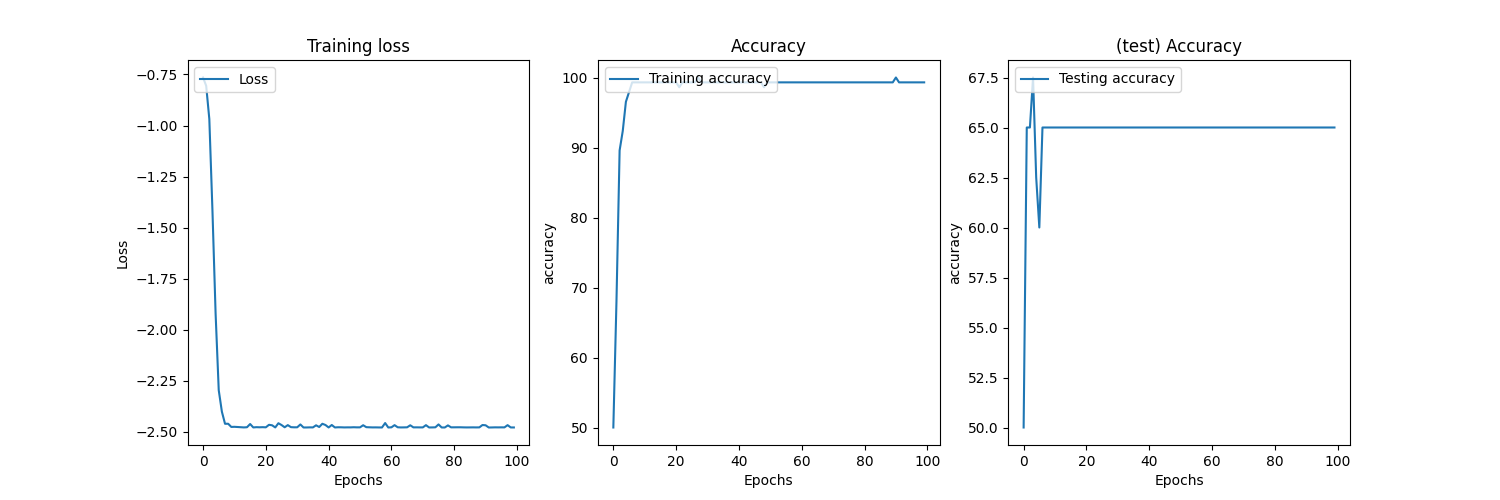 Training loss
Loss
−0.75
−1.00
−1.25
−1.50
−1.75
−2.00
−2.25
−2.50
Loss
0 20 40 60 80 100
Epochs
Accuracy
Training accuracy
100
90
80
70
60
50
accuracy
0 20 40 60 80 100
Epochs
(test) Accuracy
Testing accuracy
67.5
65.0
62.5
60.0
57.5
55.0
52.5
50.0
accuracy
0 20 40 60 80 100
Epochs